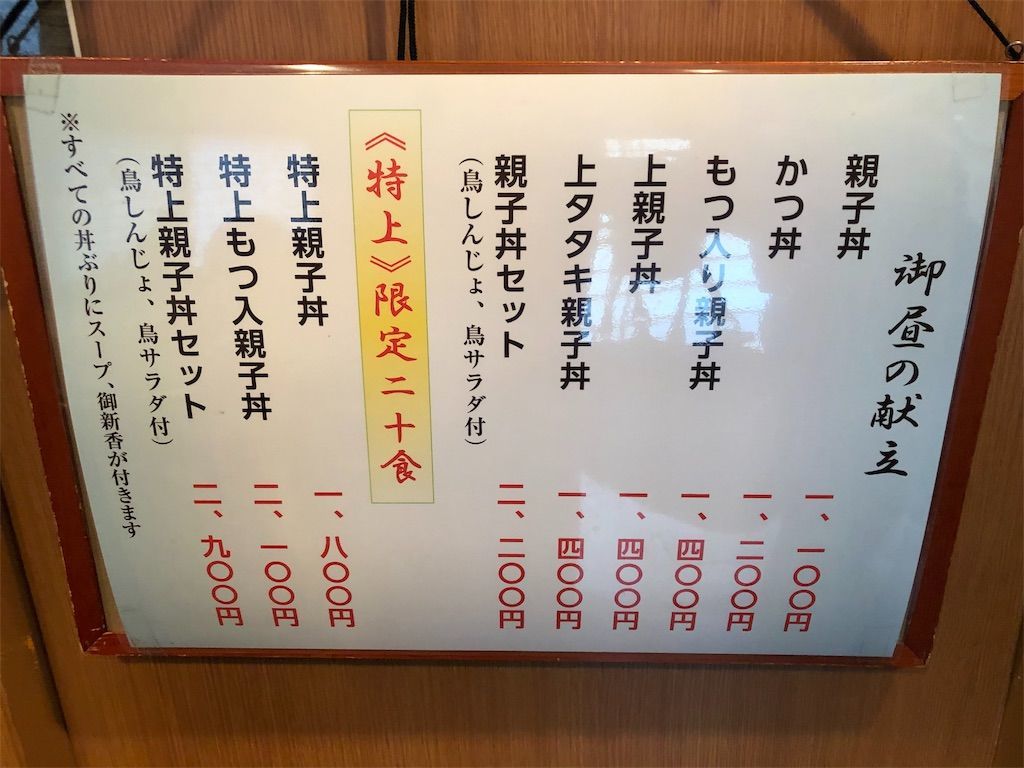 御昼の献立
親子丼 一、一〇〇円
かつ丼 一、二〇〇円
もつ入り親子丼 一、四〇〇円
上親子丼 一、四〇〇円
上タタキ親子丼 一、四〇〇円
親子丼セット 二、二〇〇円
(鳥しんじょ、鳥サラダ付)
《特上》限定二十食
特上親子丼 一、八〇〇円
特上もつ入親子丼 二、一〇〇円
特上親子丼セット 二、九〇〇円
(鳥しんじょ、鳥サラダ付)
※すべての丼ぶりにスープ、御新香が付きます